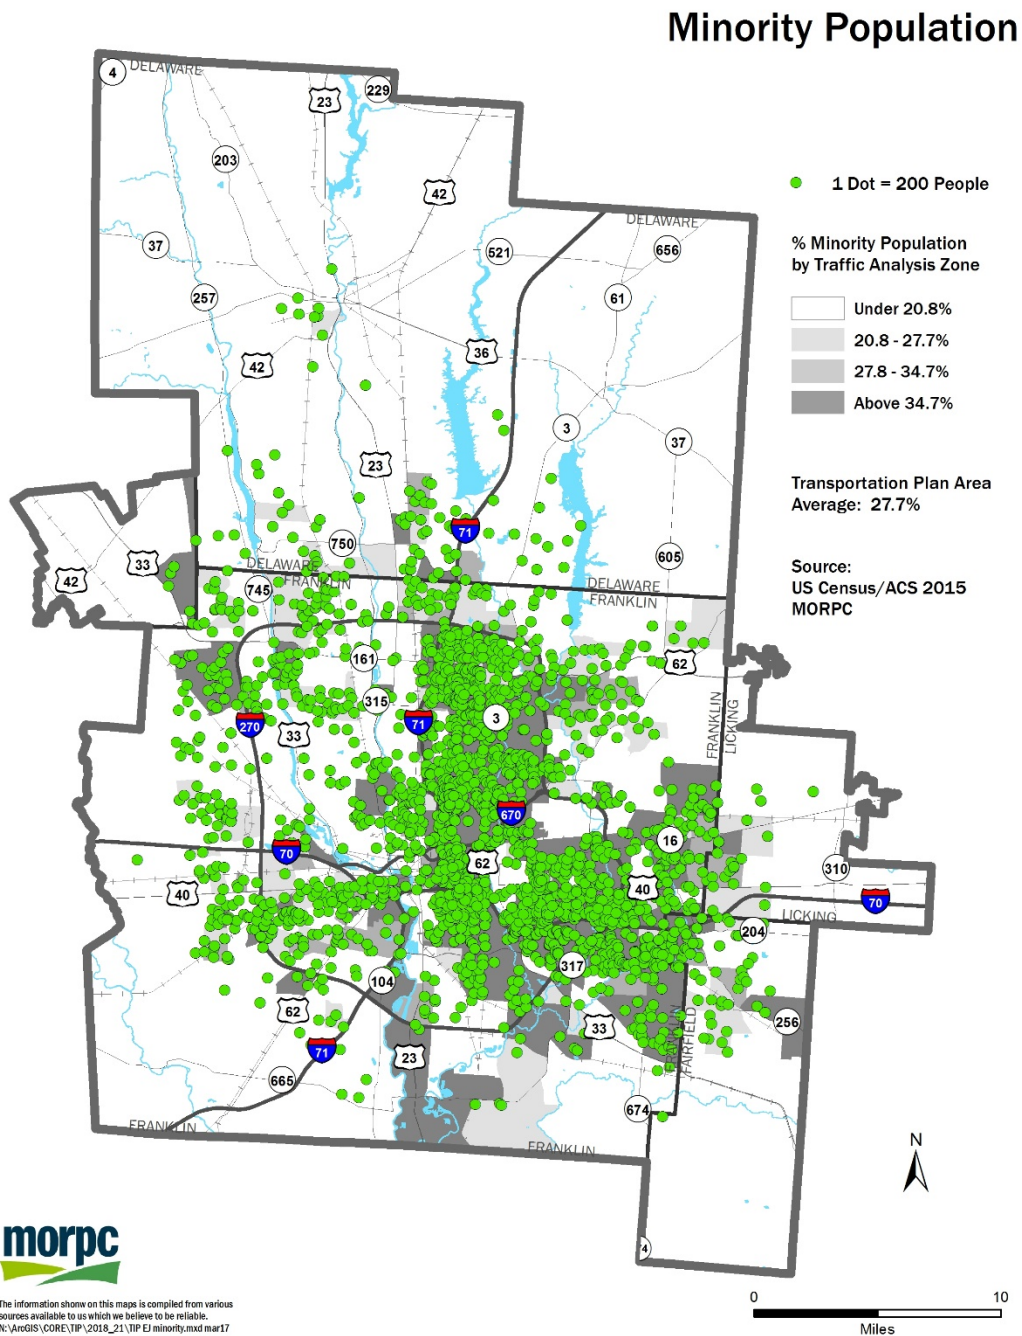 Minority Population
4
DELAWARE
23
229
203
42
1 Dot = 200 People
DELAWARE
% Minority Population
by Traffic Analysis Zone
37
521
656
257
61
Under 20.8%
20.8 - 27.7%
27.8 - 34.7%
Above 34.7%
42
36
3
37
23
Transportation Plan Area
Average: 27.7%
71
750
33
42
605
DELAWARE
FRANKLIN
DELAWARE
FRANKLIN
745
Source:
US Census/ACS 2015
MORPC
161
62
315
270
33
71
3
FRANKLIN
LICKING
670
16
70
62
310
40
40
70
LICKING
204
317
104
62
33
256
FRANKLIN
FAIRFIELD
71
23
665
674
FRANKLIN
FRANKLIN
N
4
morpc
0
10
Miles
The information shonw on this maps is compiled from various
sources available to us which we believe to be reliable.
N:\ArcGIS\CORE\TIP\2018_21\TIP EJ minority.mxd mar17